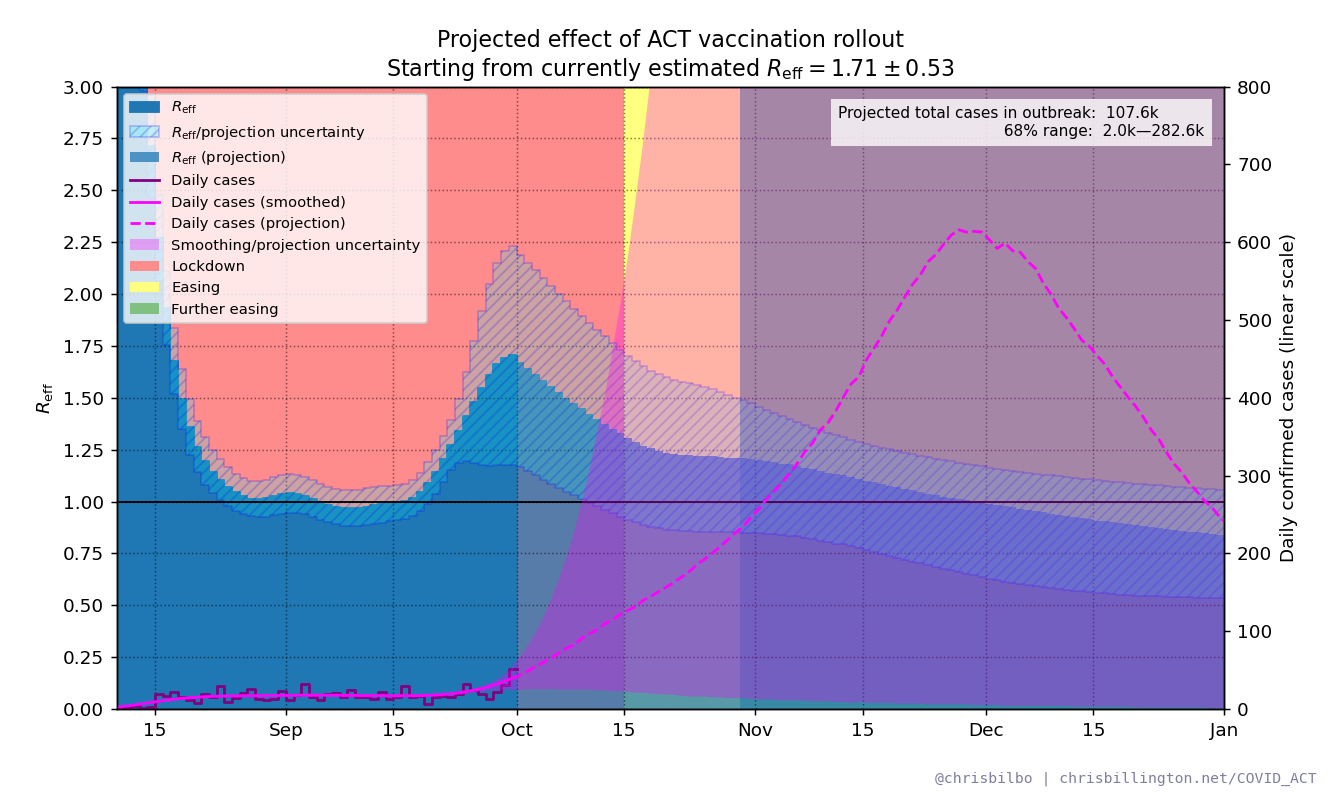 Projected effect of ACT vaccination rollout
Starting from currently estimated Reff = 1.71 ± 0.53
3.00
2.75
2.50
2.25
2.00
1.75
1.50
1.25
1.00
0.75
0.50
0.25
0.00
Reff
Reff
Reff/projection uncertainty
Reff (projection)
Daily cases
Daily cases (smoothed)
Daily cases (projection)
Smoothing/projection uncertainty
Lockdown
Easing
Further easing
Projected total cases in outbreak: 107.6k
68% range: 2.0k—282.6k
800
700
600
500
400
300
200
100
0
Daily confirmed cases (linear scale)
15 Sep 15 Oct 15 Nov 15 Dec 15 Jan
@chrisbilbo | chrisbillington.net/COVID_ACT